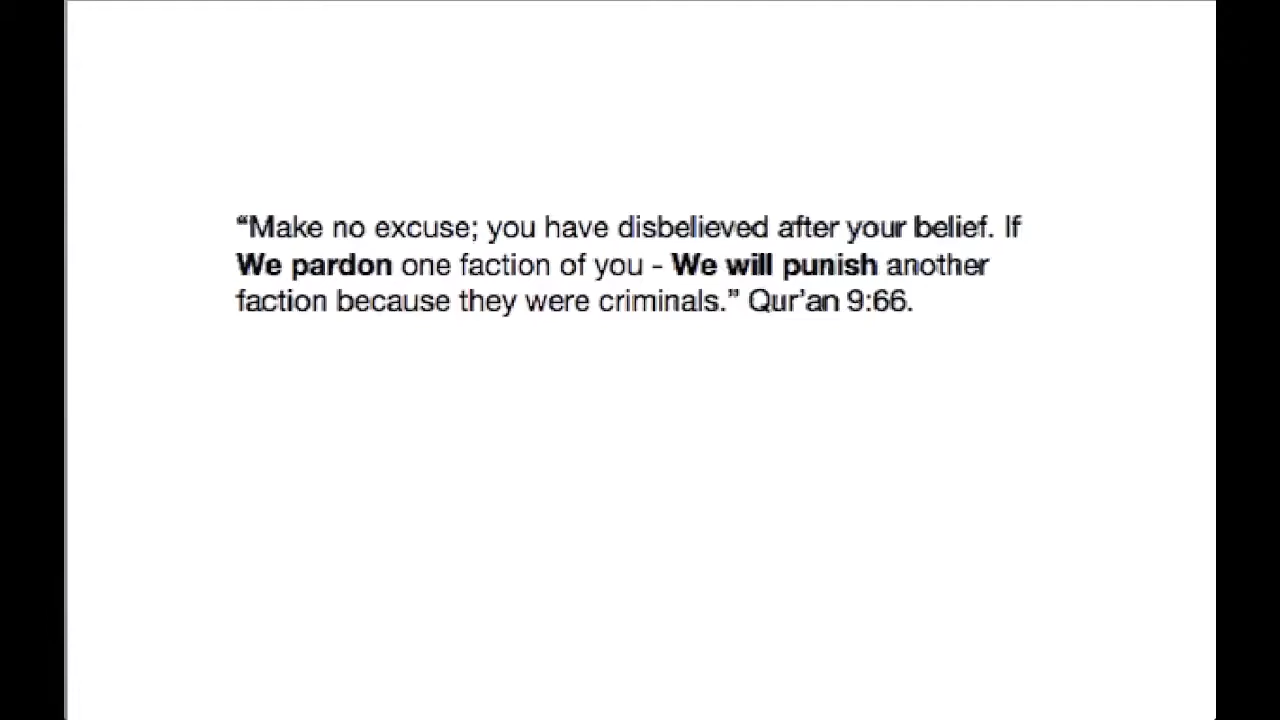 “Make no excuse; you have disbelieved after your belief. If
We pardon one faction of you - We will punish another
faction because they were criminals.” Qur’an 9:66.